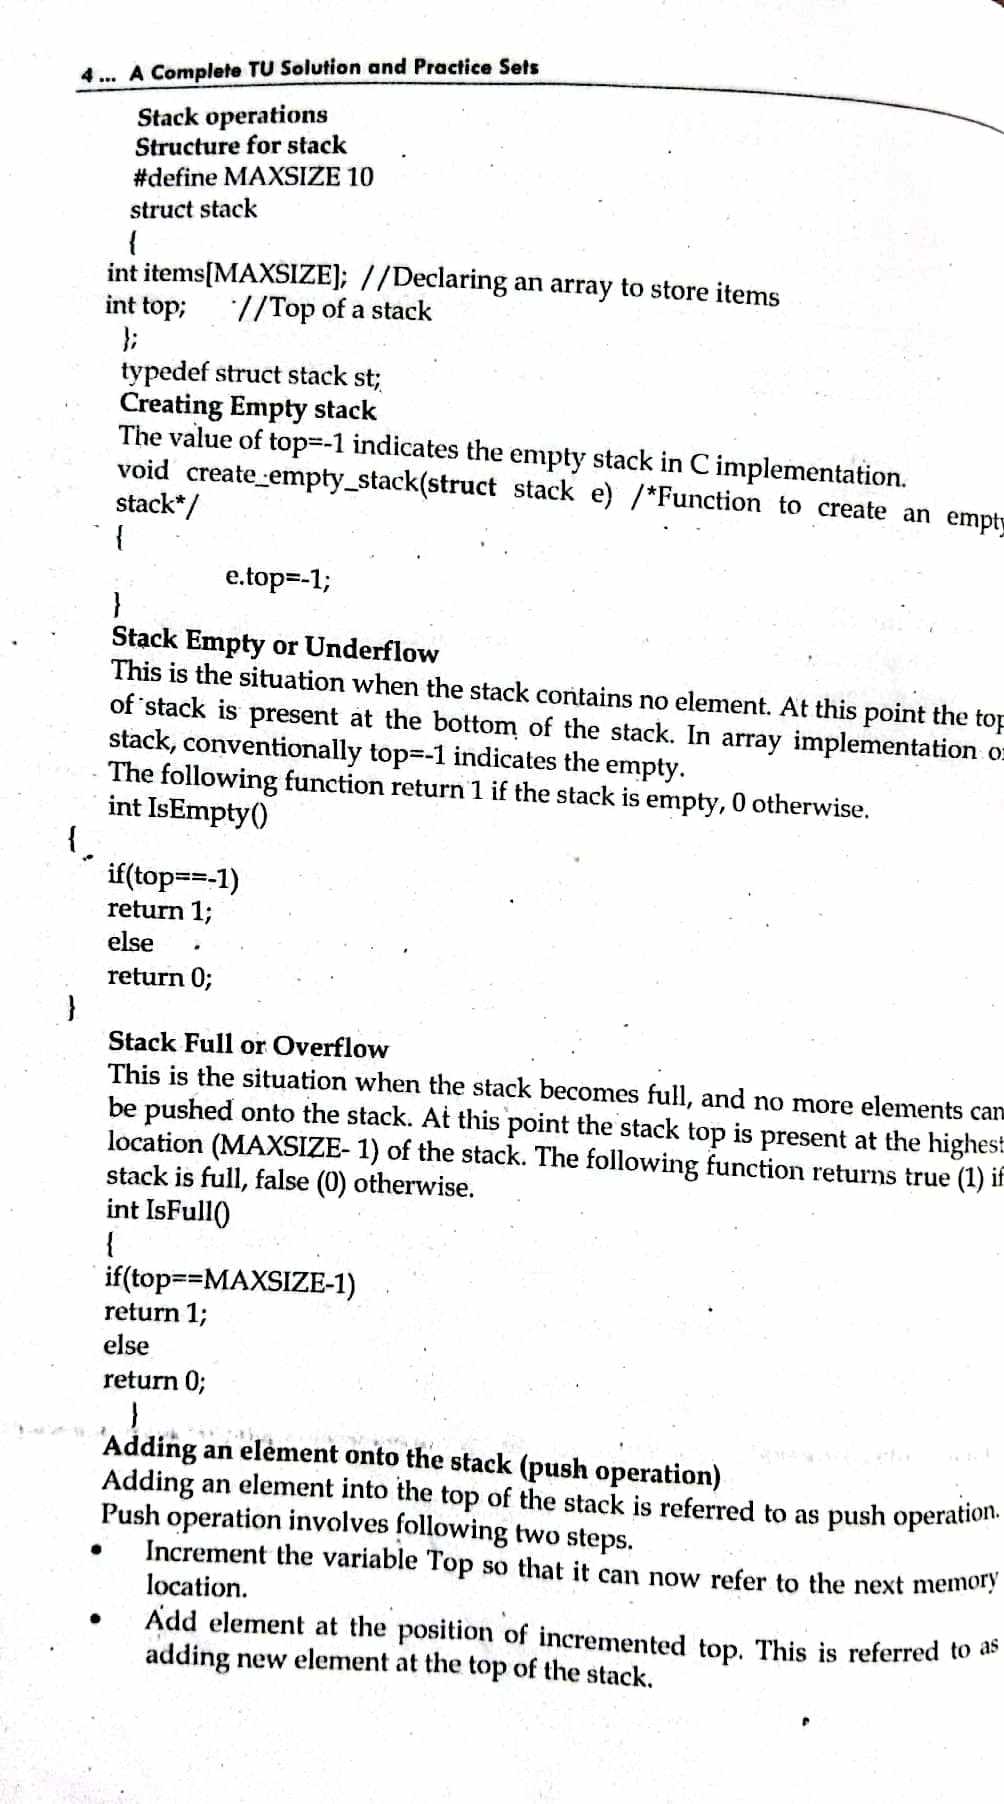 4 ... A Complete TU Solution and Practice Sets
Stack operations
Structure for stack
#define MAXSIZE 10
struct stack
{
int items[MAXSIZE]; //Declaring an array to store items
int top; //Top of a stack
};
typedef struct stack st;
Creating Empty stack
The value of top=-1 indicates the empty stack in C implementation.
void create_empty_stack(struct stack e) /*Function to create an empty
stack*/
{
e.top=-1;
}
Stack Empty or Underflow
This is the situation when the stack contains no element. At this point the top
of stack is present at the bottom of the stack. In array implementation of
stack, conventionally top=-1 indicates the empty.
The following function return 1 if the stack is empty, 0 otherwise.
int IsEmpty()
{
if(top==-1)
return 1;
else
return 0;
}
Stack Full or Overflow
This is the situation when the stack becomes full, and no more elements can
be pushed onto the stack. At this point the stack top is present at the highest
location (MAXSIZE- 1) of the stack. The following function returns true (1) if
stack is full, false (0) otherwise.
int IsFull()
{
if(top==MAXSIZE-1)
return 1;
else
return 0;
}
Adding an element onto the stack (push operation)
Adding an element into the top of the stack is referred to as push operation.
Push operation involves following two steps.
• Increment the variable Top so that it can now refer to the next memory
location.
• Add element at the position of incremented top. This is referred to as
adding new element at the top of the stack.